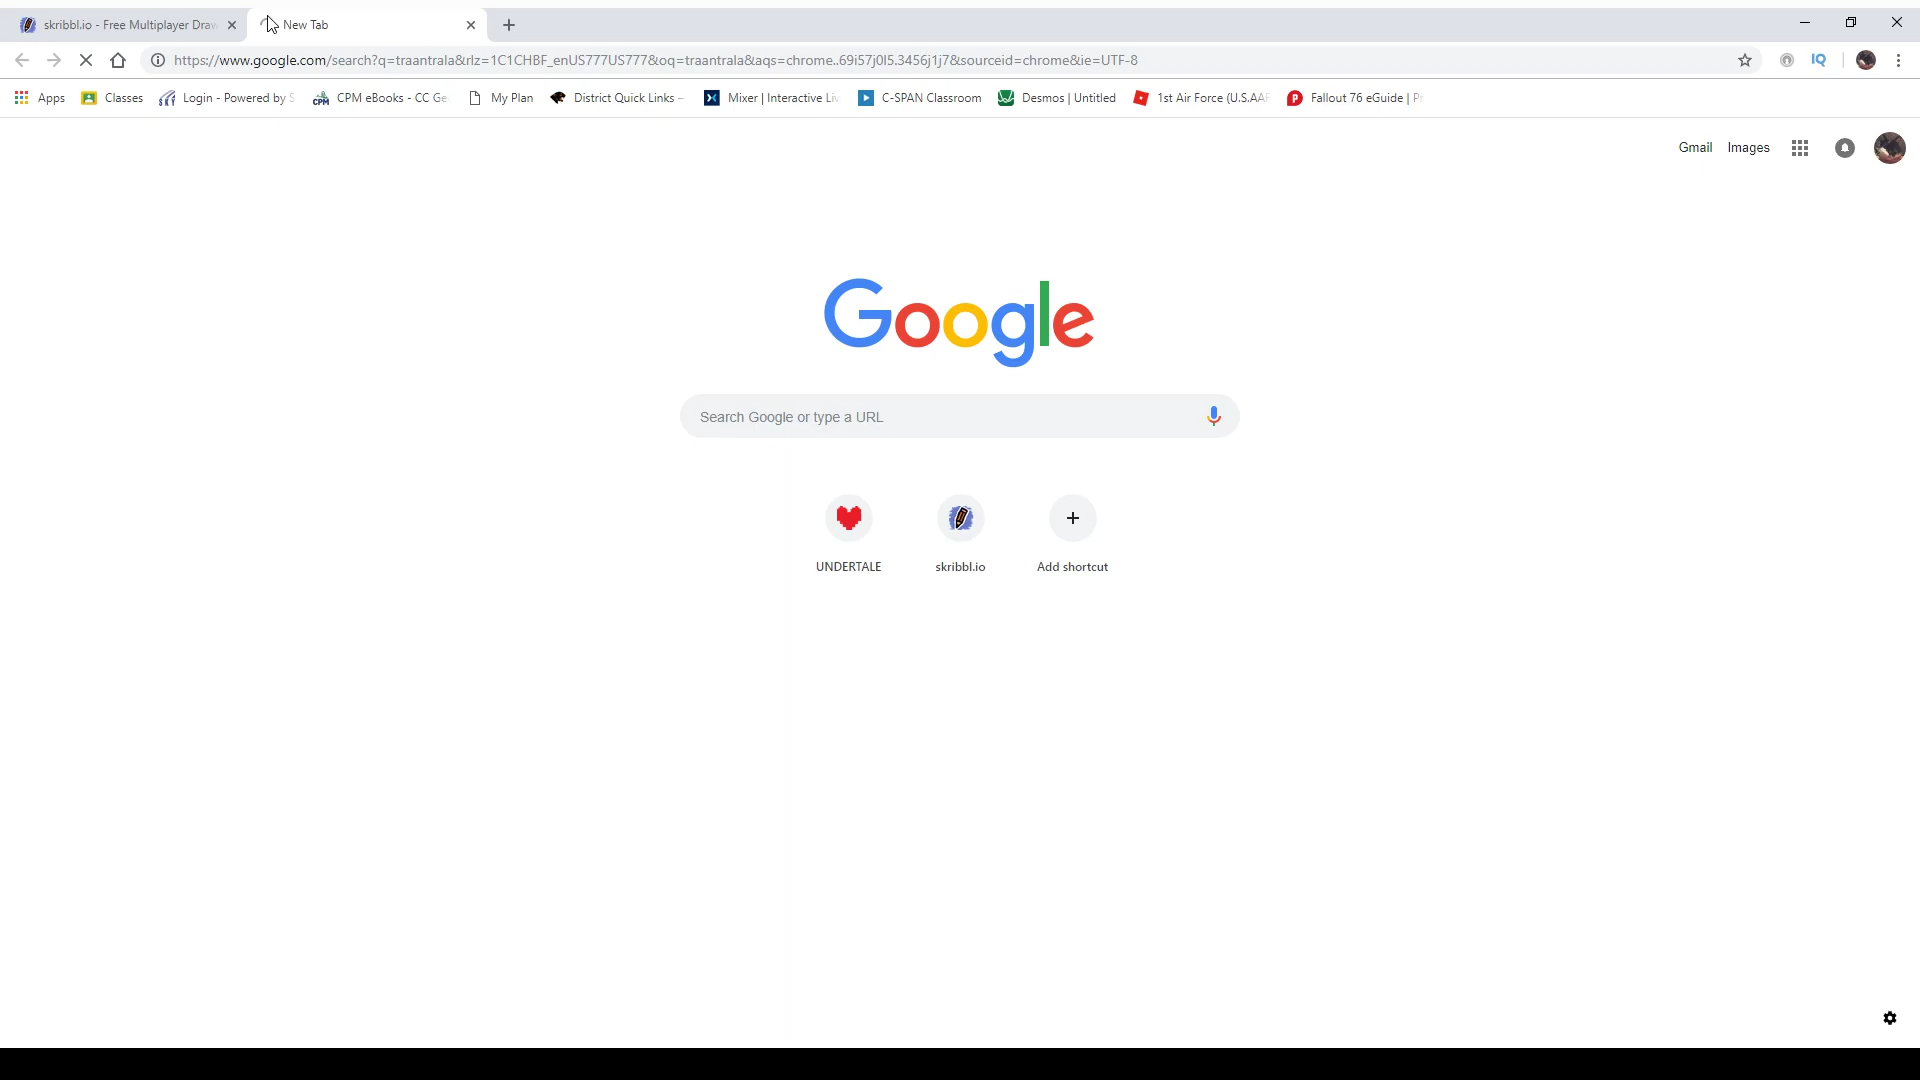 skribbl.io - Free Multiplayer Draw
New Tab
https://www.google.com/search?q=traantrala&rlz=1C1CHBF_enUS777US777&oq=traantrala&aqs=chrome..69i57j0l5.3456j1j7&sourceid=chrome&ie=UTF-8
IQ
Apps Classes Login - Powered by S CPM eBooks - CC Ge My Plan District Quick Links - Mixer | Interactive Liv C-SPAN Classroom Desmos | Untitled 1st Air Force (U.S.AAF Fallout 76 eGuide | Pr
Gmail Images
Google
Search Google or type a URL
UNDERTALE skribbl.io Add shortcut